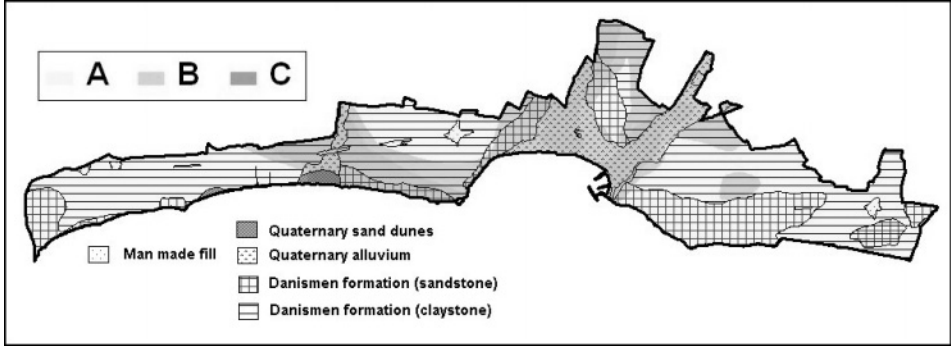 A B C
Quaternary sand dunes
Man made fill
Quaternary alluvium
Danismen formation (sandstone)
Danismen formation (claystone)